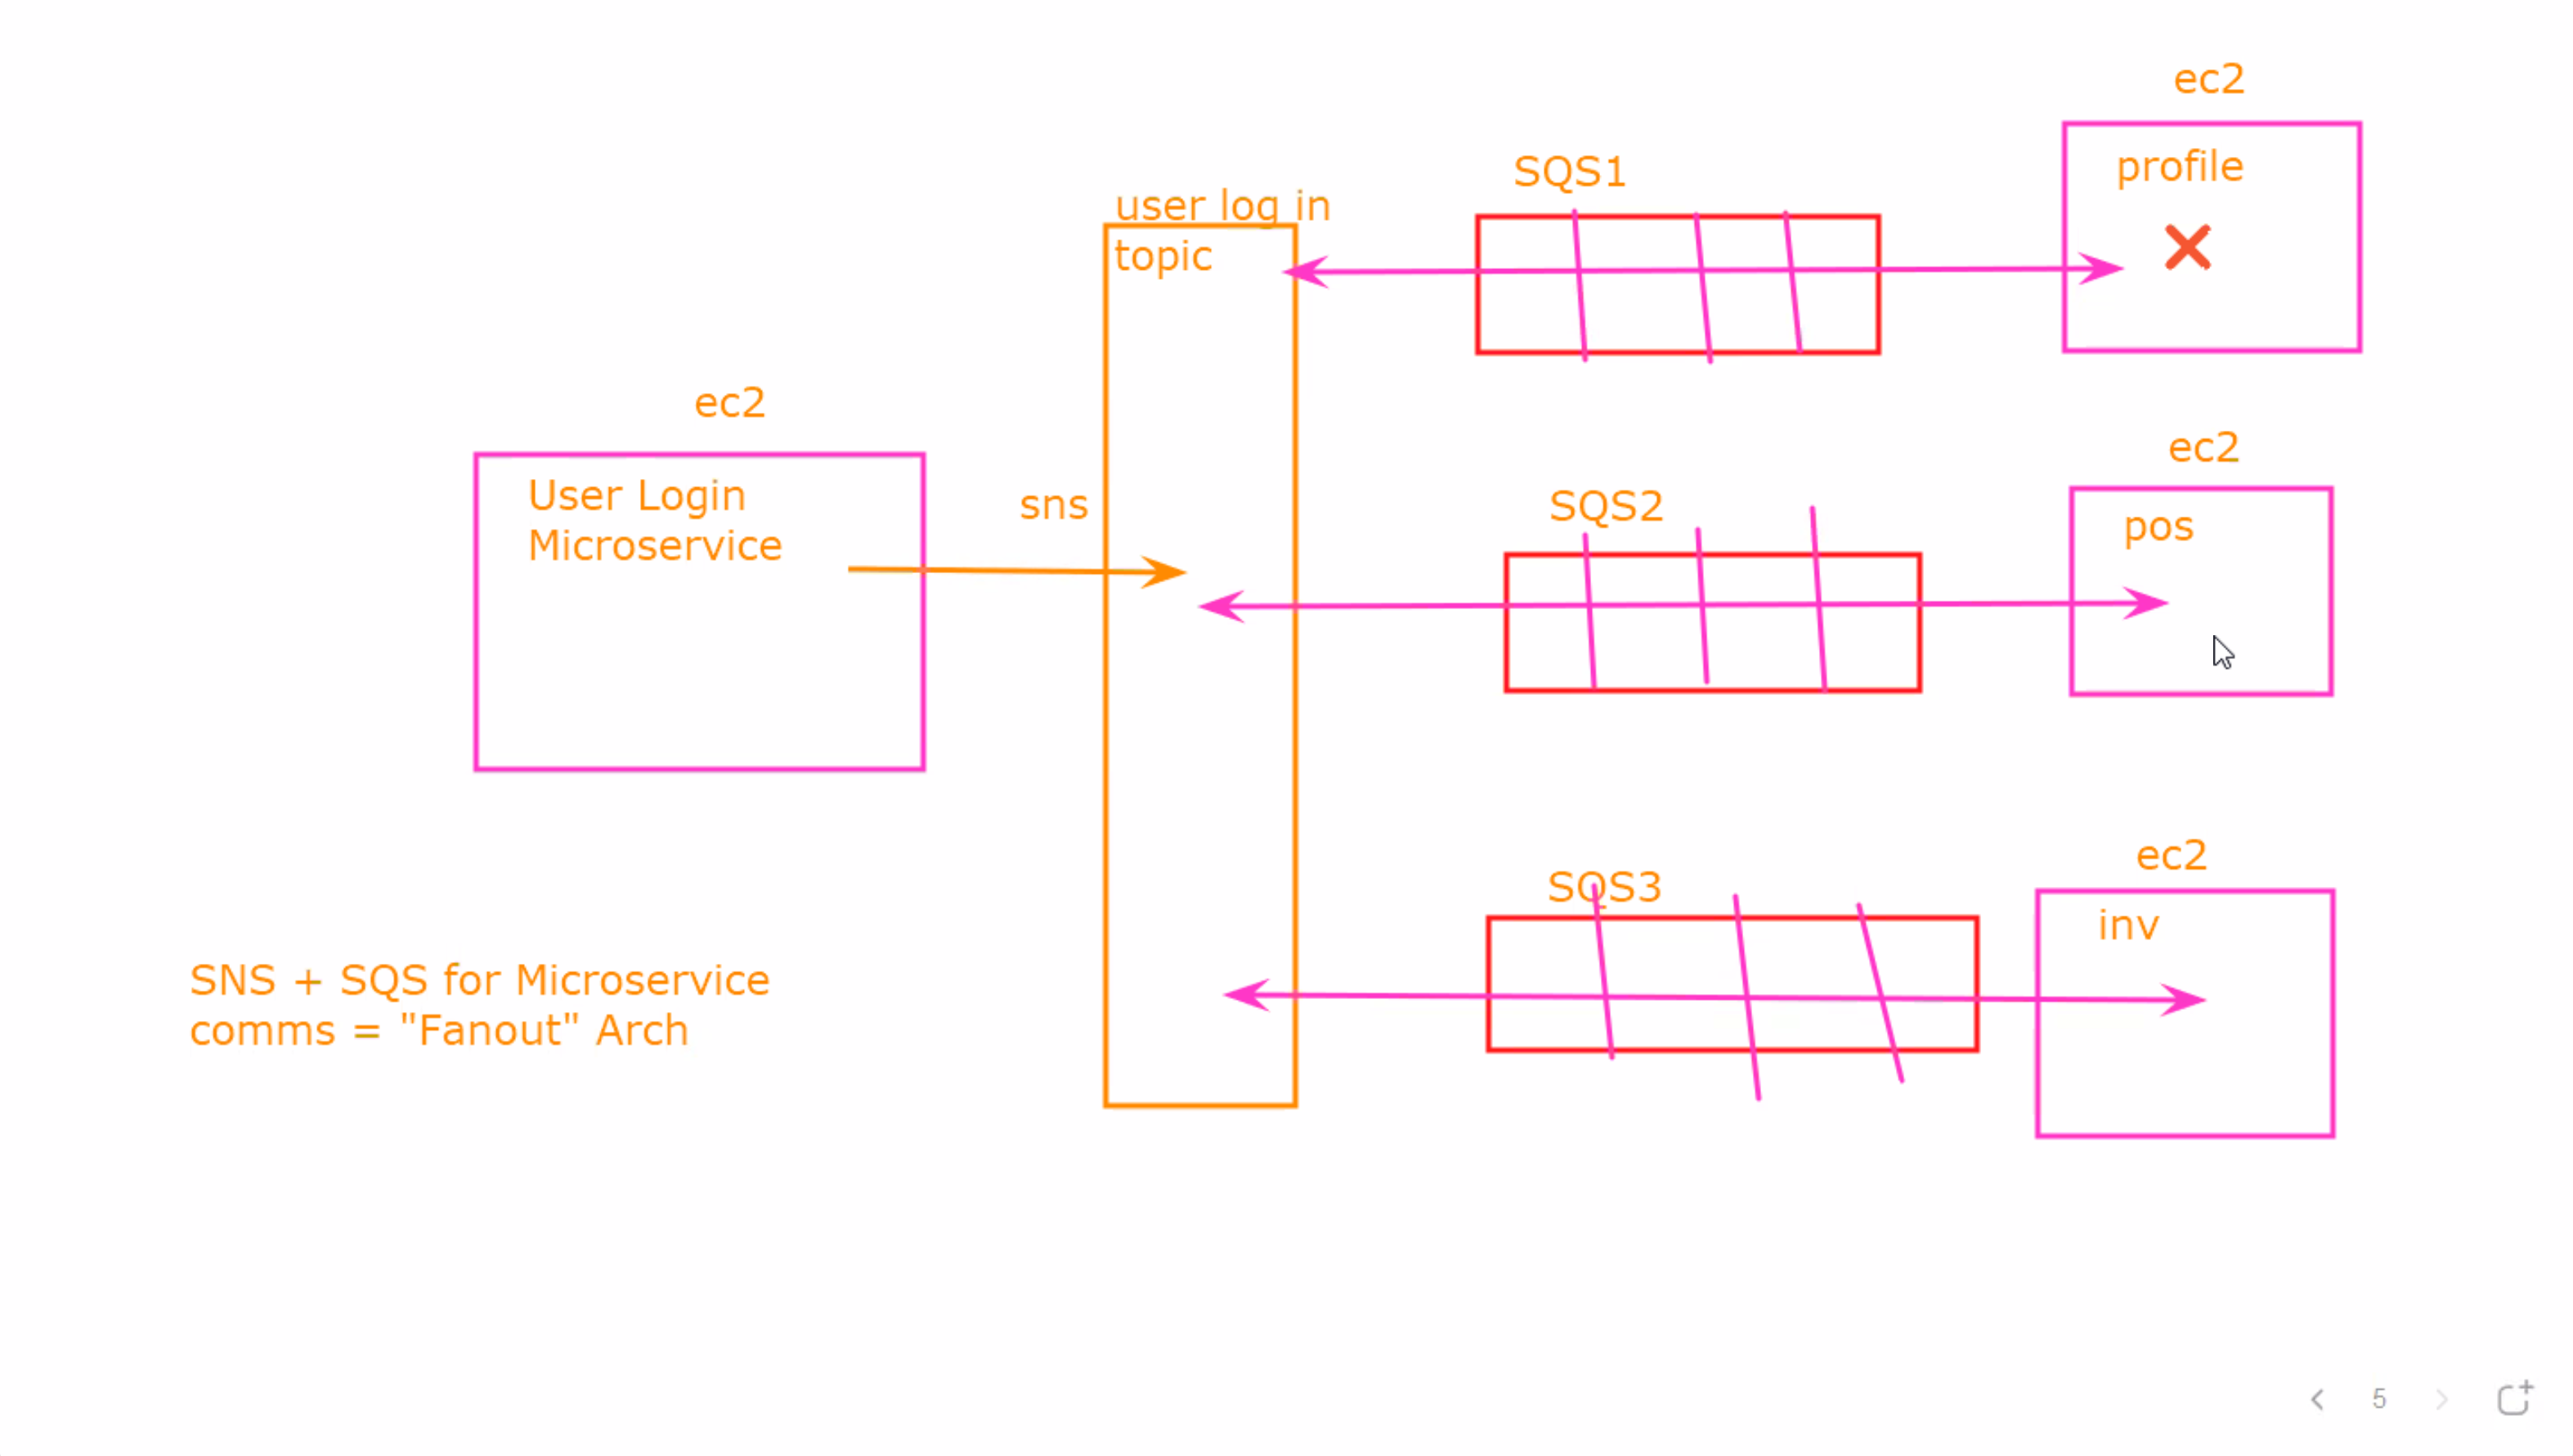 ec2
profile
SQS1
user log in
topic
ec2
User Login
Microservice
sns
ec2
pos
SQS2
ec2
inv
SQS3
SNS + SQS for Microservice
comms = "Fanout" Arch
5